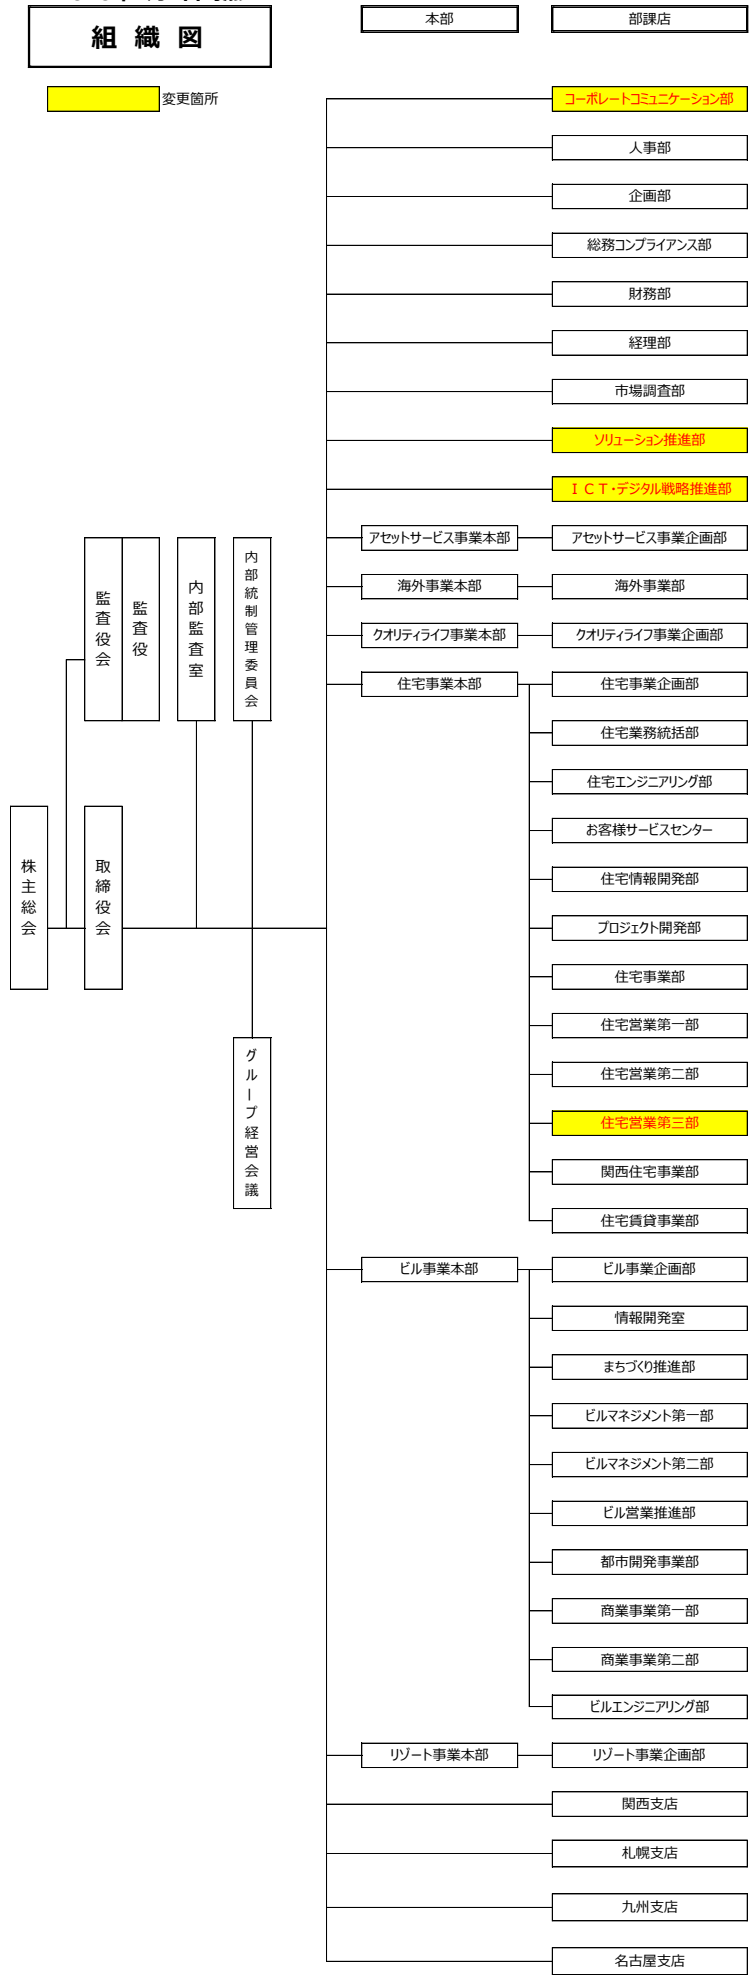 組織図
本部
部課店
変更箇所
コーポレートコミュニケーション部
人事部
企画部
総務コンプライアンス部
財務部
経理部
市場調査部
ソリューション推進部
ＩＣＴ・デジタル戦略推進部
アセットサービス事業本部
アセットサービス事業企画部
海外事業本部
海外事業部
クオリティライフ事業本部
クオリティライフ事業企画部
監査役会
監査役
内部監査室
内部統制管理委員会
住宅事業本部
住宅事業企画部
住宅業務統括部
住宅エンジニアリング部
お客様サービスセンター
住宅情報開発部
株主総会
取締役会
プロジェクト開発部
住宅事業部
住宅営業第一部
住宅営業第二部
グループ経営会議
住宅営業第三部
関西住宅事業部
住宅賃貸事業部
ビル事業本部
ビル事業企画部
情報開発室
まちづくり推進部
ビルマネジメント第一部
ビルマネジメント第二部
ビル営業推進部
都市開発事業部
商業事業第一部
商業事業第二部
ビルエンジニアリング部
リゾート事業本部
リゾート事業企画部
関西支店
札幌支店
九州支店
名古屋支店